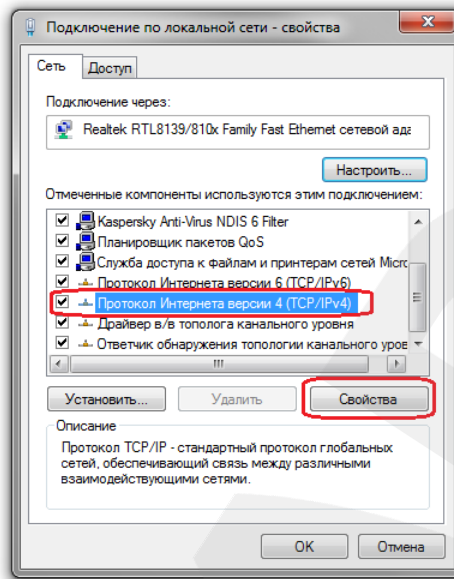 Подключение по локальной сети - свойства
Сеть
Доступ
Подключение через:
Realtek RTL8139/810x Family Fast Ethernet сетевой ада
Настроить...
Отмеченные компоненты используются этим подключением:
Kaspersky Anti-Virus NDIS 6 Filter
Планировщик пакетов QoS
Служба доступа к файлам и принтерам сетей Micro
Протокол Интернета версии 6 (TCP/IPv6)
Протокол Интернета версии 4 (TCP/IPv4)
Драйвер в/в тополога канального уровня
Ответчик обнаружения топологии канального уров
Установить...
Удалить
Свойства
Описание
Протокол TCP/IP - стандартный протокол глобальных
сетей, обеспечивающий связь между различными
взаимодействующими сетями.
OK
Отмена